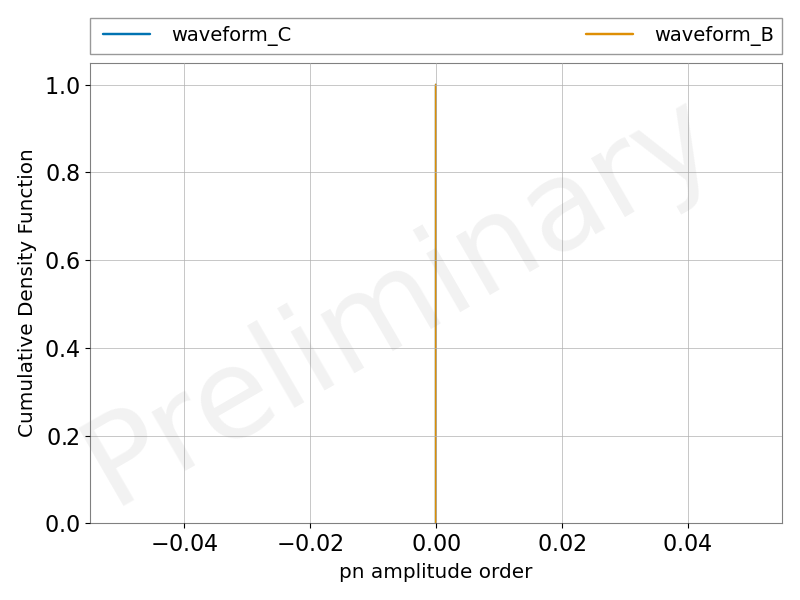 waveform_C waveform_B
1.0
0.8
0.6
0.4
0.2
0.0
Cumulative Density Function
Preliminary
−0.04 −0.02 0.00 0.02 0.04
pn amplitude order